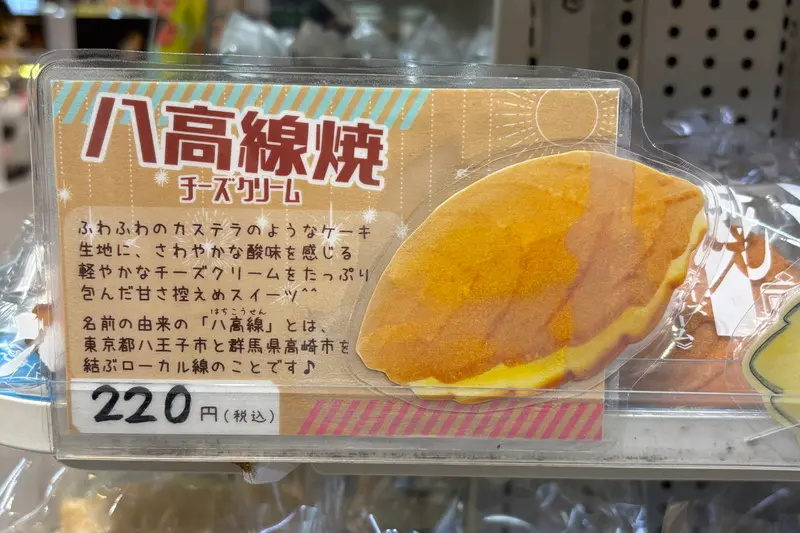 八高線焼
チーズクリーム
ふわふわのカステラのようなケーキ
生地に、さわやかな酸味を感じる
軽やかなチーズクリームをたっぷり
包んだ甘さ控えめスイーツ^^
はちこうせん
名前の由来の「八高線」とは、
東京都八王子市と群馬県高崎市を
結ぶローカル線のことです♪
220円(税込)